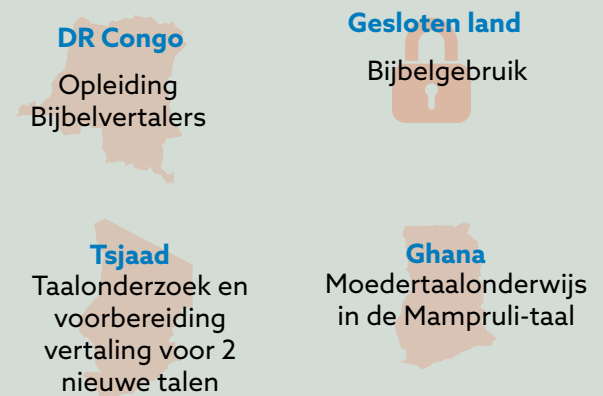 DR Congo
Opleiding
Bijbelvertalers
Gesloten land
Bijbelgebruik
Tsjaad
Taalonderzoek en
voorbereiding
vertaling voor 2
nieuwe talen
Ghana
Moedertaalonderwijs
in de Mampruli-taal